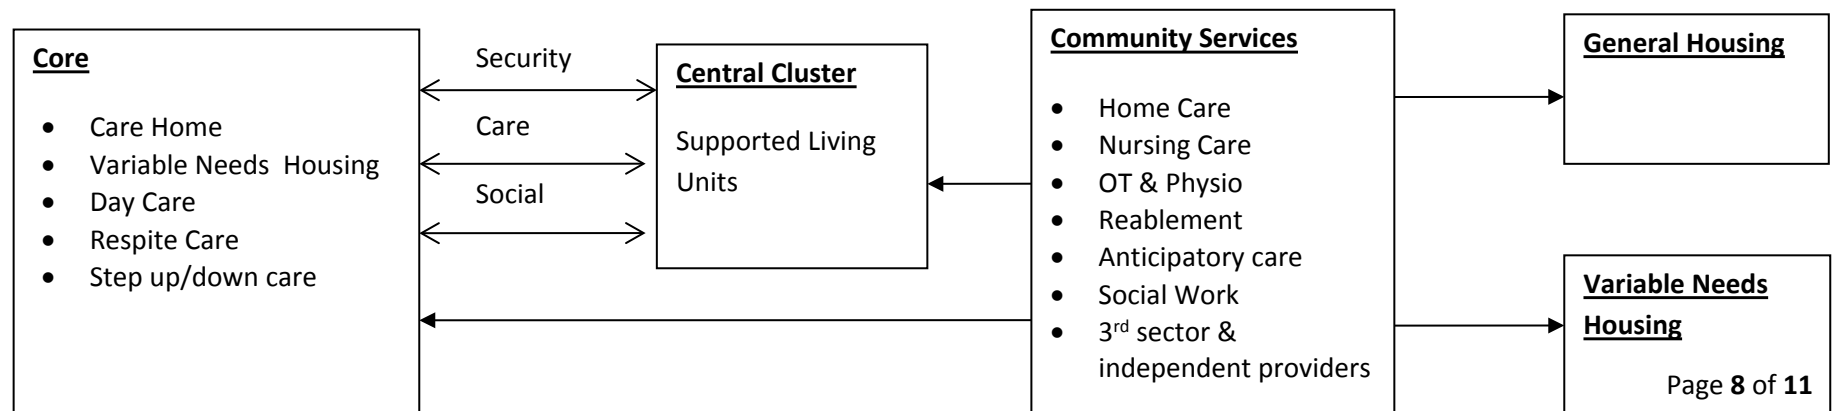 Core
• Care Home
• Variable Needs  Housing
• Day Care
• Respite Care
• Step up/down care
Security
Care
Social
Central Cluster
Supported Living
Units
Community Services
• Home Care
• Nursing Care
• OT & Physio
• Reablement
• Anticipatory care
• Social Work
• 3rd sector &
independent providers
General Housing
Variable Needs
Housing
Page 8 of 11